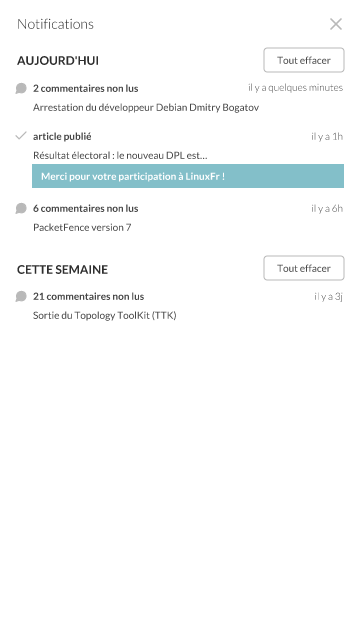 Notifications
AUJOURD'HUI
Tout effacer
2 commentaires non lus
il y a quelques minutes
Arrestation du développeur Debian Dmitry Bogatov
article publié
il y a 1h
Résultat électoral : le nouveau DPL est...
Merci pour votre participation à LinuxFr !
6 commentaires non lus
il y a 6h
PacketFence version 7
CETTE SEMAINE
Tout effacer
21 commentaires non lus
il y a 3j
Sortie du Topology ToolKit (TTK)